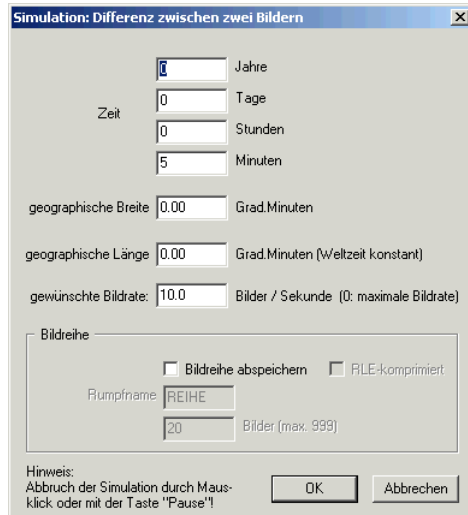 Simulation: Differenz zwischen zwei Bildern
0 Jahre
Zeit
0 Tage
0 Stunden
5 Minuten
geographische Breite 0.00 Grad.Minuten
geographische Länge 0.00 Grad.Minuten (Weltzeit konstant)
gewünschte Bildrate: 10.0 Bilder / Sekunde (0: maximale Bildrate)
Bildreihe
Bildreihe abspeichern RLE-komprimiert
Rumpfname REIHE
20 Bilder (max. 999)
Hinweis:
Abbruch der Simulation durch Maus-
klick oder mit der Taste "Pause"!
OK Abbrechen